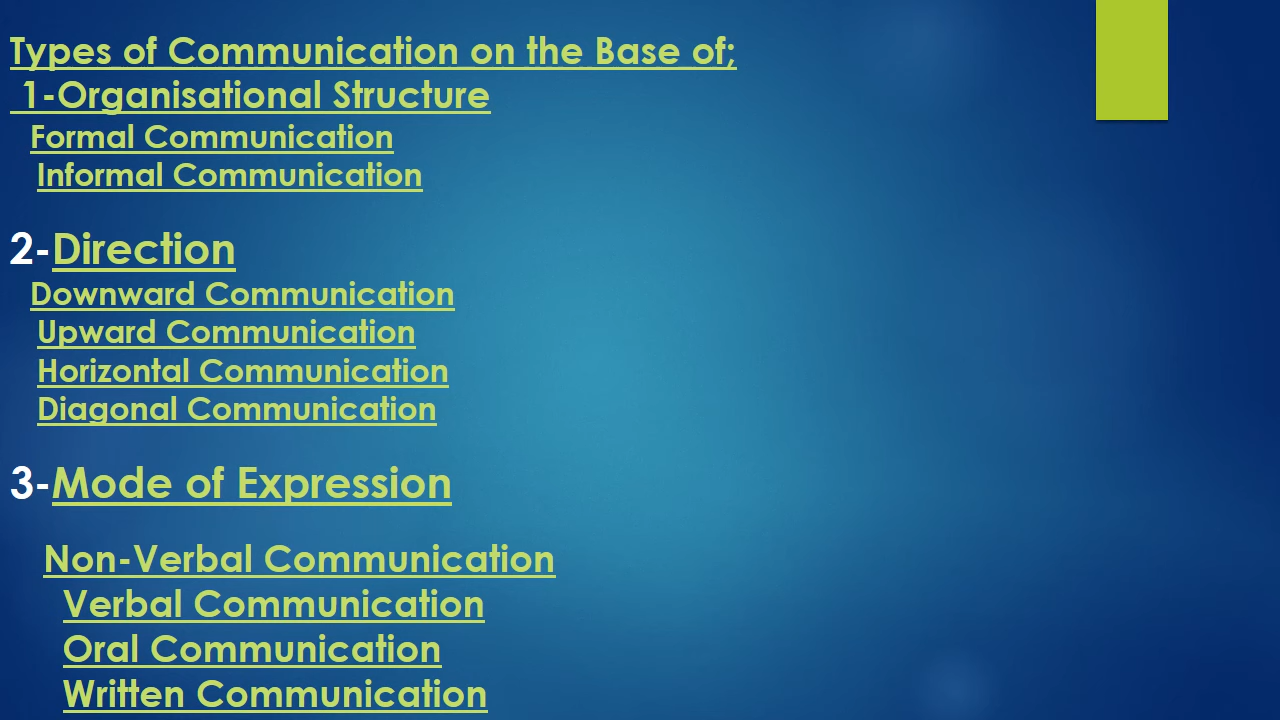 Types of Communication on the Base of;
1-Organisational Structure
Formal Communication
Informal Communication
2-Direction
Downward Communication
Upward Communication
Horizontal Communication
Diagonal Communication
3-Mode of Expression
Non-Verbal Communication
Verbal Communication
Oral Communication
Written Communication